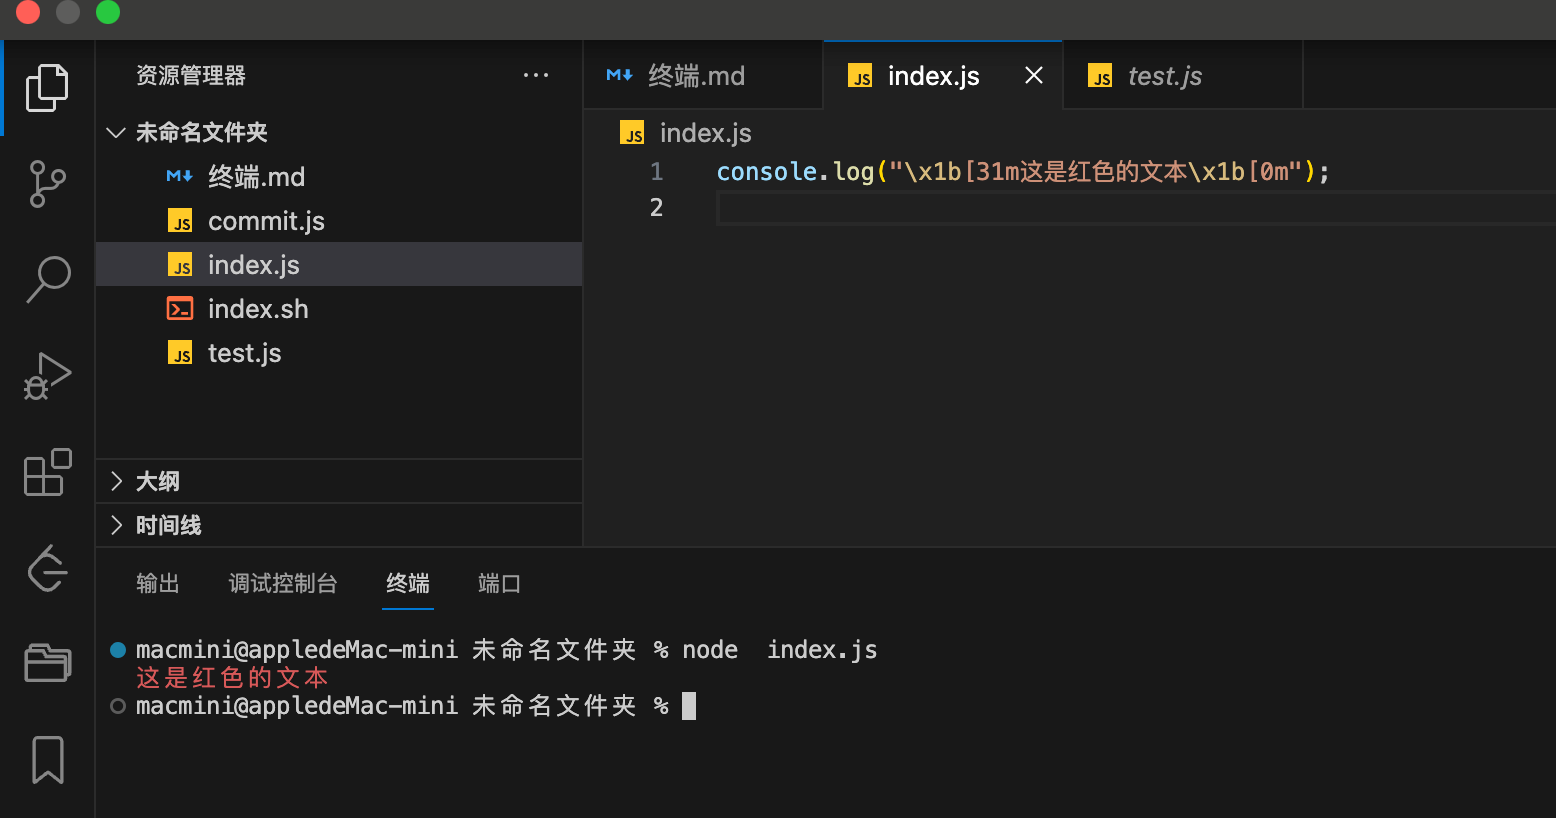 资源管理器 ···
未命名文件夹
终端.md
JS commit.js
JS index.js
index.sh
JS test.js
大纲
时间线
终端.md
JS index.js
JS test.js
JS index.js
1 console.log("\x1b[31m这是红色的文本\x1b[0m");
2
输出 调试控制台 终端 端口
macmini@appledeMac-mini 未命名文件夹 % node  index.js
这是红色的文本
macmini@appledeMac-mini 未命名文件夹 %